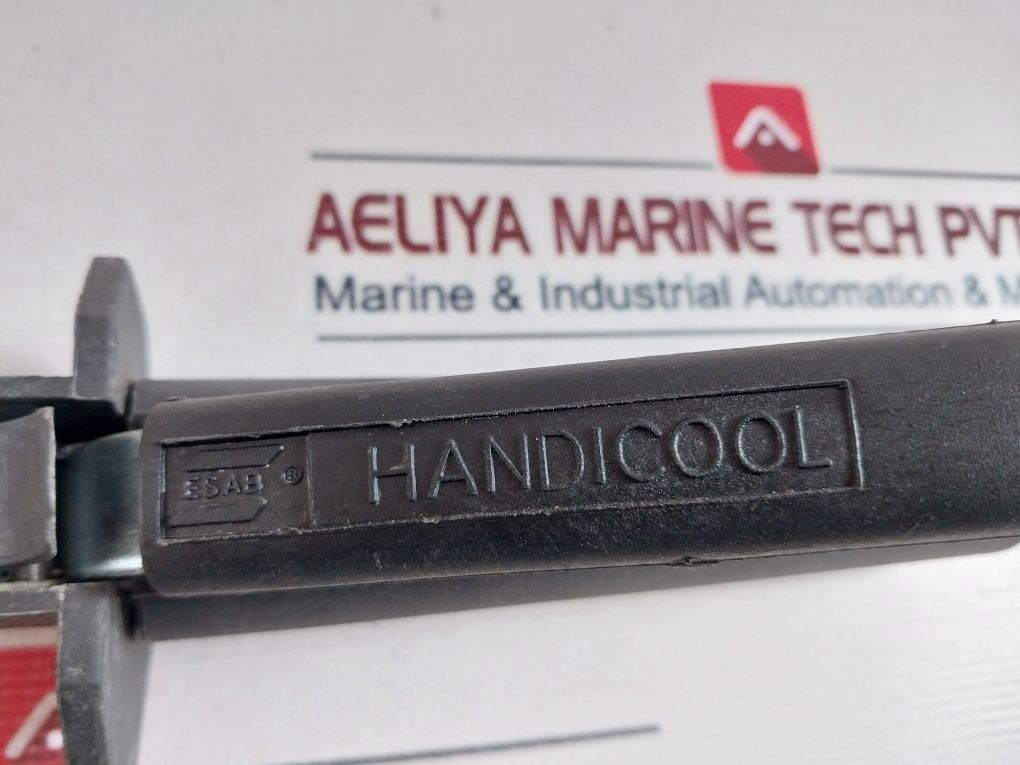 AELIYA MARINE TECH PVT
Marine & Industrial Automation & M
ESAB® HANDICOOL